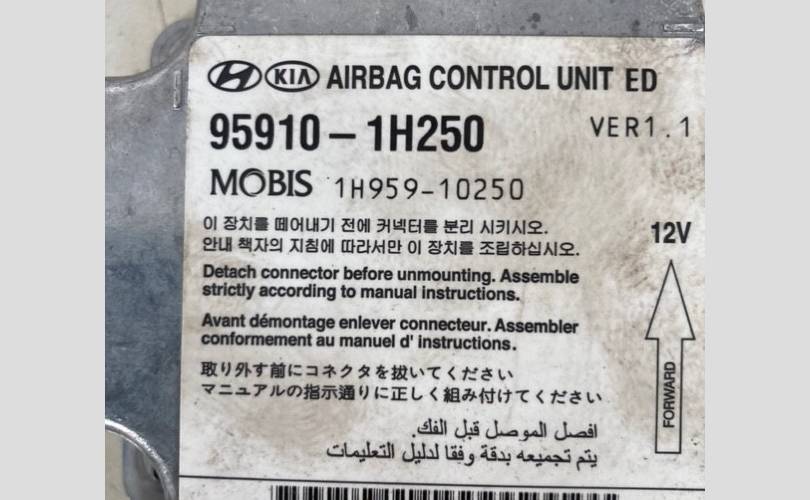 HYUNDAI KIA AIRBAG CONTROL UNIT ED
95910-1H250 VER1.1
MOBIS 1H959-10250
이 장치를 떼어내기 전에 커넥터를 분리 시키시오.
안내 책자의 지침에 따라서만 이 장치를 조립하십시오.
12V
Detach connector before unmounting. Assemble
strictly according to manual instructions.
Avant démontage enlever connecteur. Assembler
conformement au manuel d' instructions.
FORWARD
取り外す前にコネクタを抜いてください
マニュアルの指示通りに正しく組み付けてください
افصل الموصل قبل الفك.
يتم تجميعه بدقة وفقا لدليل التعليمات